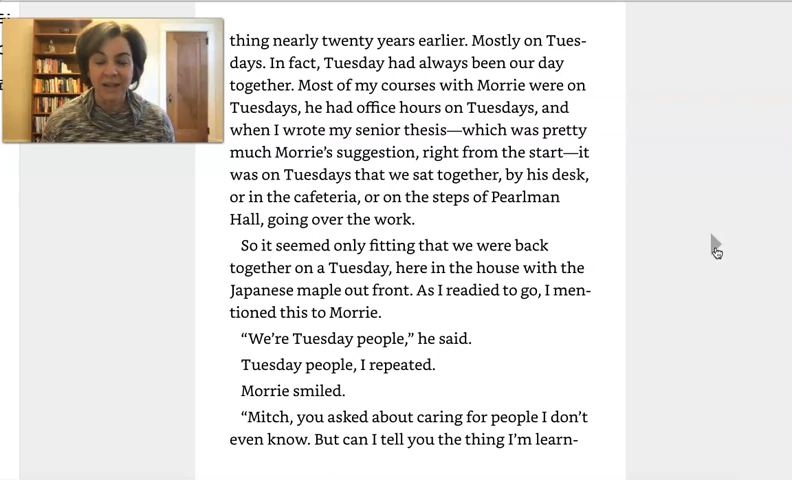 thing nearly twenty years earlier. Mostly on Tues-
days. In fact, Tuesday had always been our day
together. Most of my courses with Morrie were on
Tuesdays, he had office hours on Tuesdays, and
when I wrote my senior thesis—which was pretty
much Morrie’s suggestion, right from the start—it
was on Tuesdays that we sat together, by his desk,
or in the cafeteria, or on the steps of Pearlman
Hall, going over the work.
So it seemed only fitting that we were back
together on a Tuesday, here in the house with the
Japanese maple out front. As I readied to go, I men-
tioned this to Morrie.
“We’re Tuesday people,” he said.
Tuesday people, I repeated.
Morrie smiled.
“Mitch, you asked about caring for people I don’t
even know. But can I tell you the thing I’m learn-